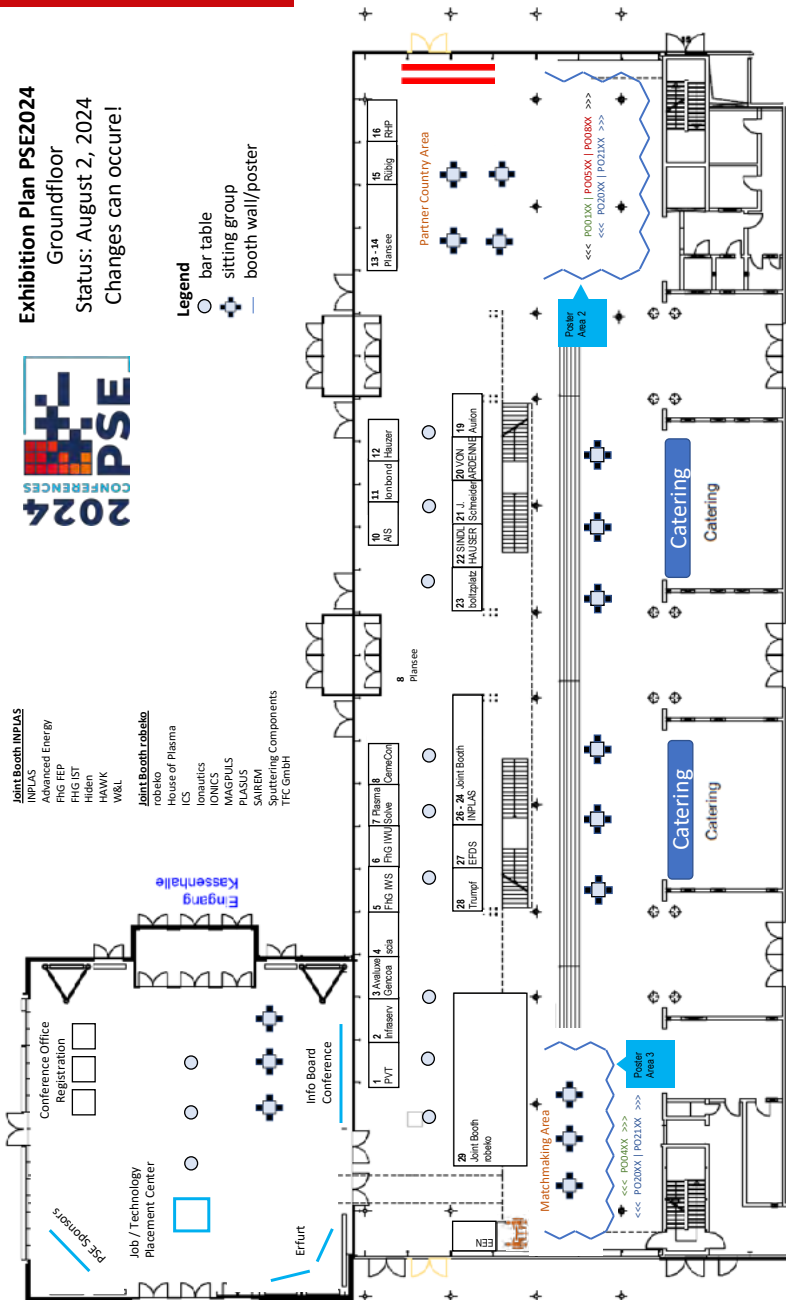 Exhibition Plan PSE2024
Groundfloor
Status: August 2, 2024
Changes can occure!
2024
CONFERENCES
PSE
Legend
bar table
sitting group
booth wall/poster
Joint Booth INPLAS
INPLAS
Advanced Energy
FhG FEP
FHG IST
Hiden
HAWK
W&L
Joint Booth robeko
robeko
House of Plasma
ICS
Ionautics
IONICS
MAGPULS
PLASUS
SAIREM
Sputtering Components
TFC GmbH
Eingang
Kassenhalle
Conference Office
Registration
Info Board
Conference
PSE Sponsors
Job / Technology
Placement Center
Erfurt
1
PVT
2
Infraserv
3 Avaluxe
Gencoa
4
scia
5
FhG IWS
6
FhG IWU
7 Plasma
Solve
8
CemeCon
8
Plansee
10
AIS
11
Ionbond
12
Hauzer
13 - 14
Plansee
15
Rübig
16
RHP
19
Aurion
20 VON
ARDENNE
21 J.
Schneider
22 SINDL
HAUSER
23
boltzplatz
26 - 24 Joint Booth
INPLAS
27
EFDS
28
Trumpf
29
Joint Booth
robeko
EEN
Partner Country Area
<<< PO01XX | PO05XX | PO08XX >>>
<<< PO20XX | PO21XX >>>
Poster
Area 2
Matchmaking Area
<<< PO04XX >>>
<<< PO20XX | PO21XX >>>
Poster
Area 3
Catering
Catering
Catering
Catering